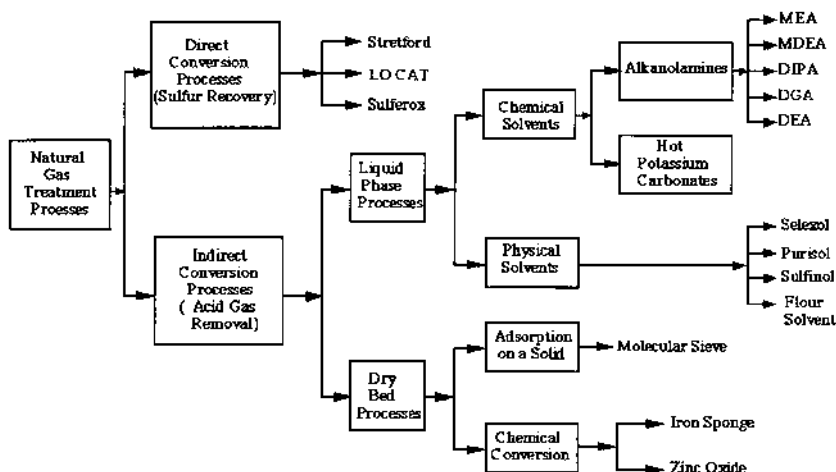 Natural
Gas
Treatment
Proesses
Direct
Conversion
Processes
(Sulfur Recovery)
Stretford
LO CAT
Sulferox
Indirect
Conversion
Processes
( Acid Gas
Removal)
Liquid
Phase
Processes
Chemical
Solvents
Alkanolamines
MEA
MDEA
DIPA
DGA
DEA
Hot
Potassium
Carbonates
Physical
Solvents
Selexol
Purisol
Sulfinol
Flour
Solvent
Dry
Bed
Processes
Adsorption
on a Solid
Molecular Sieve
Chemical
Conversion
Iron Sponge
Zinc Oxide